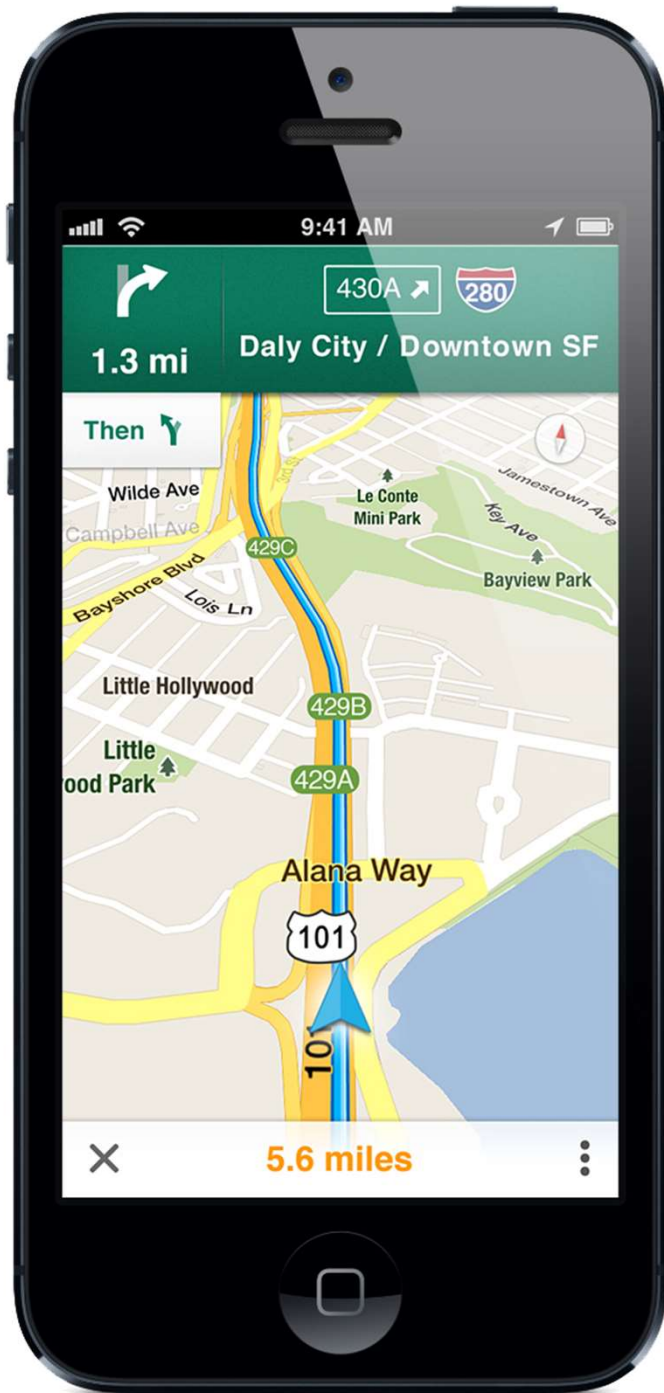 9:41 AM
1.3 mi
430A
280
Daly City / Downtown SF
Then
Wilde Ave
Campbell Ave
3rd St
Le Conte
Mini Park
Jamestown Ave
Key Ave
Bayview Park
429C
Bayshore Blvd
Lois Ln
Little Hollywood
429B
Little
ood Park
429A
Alana Way
101
101
5.6 miles